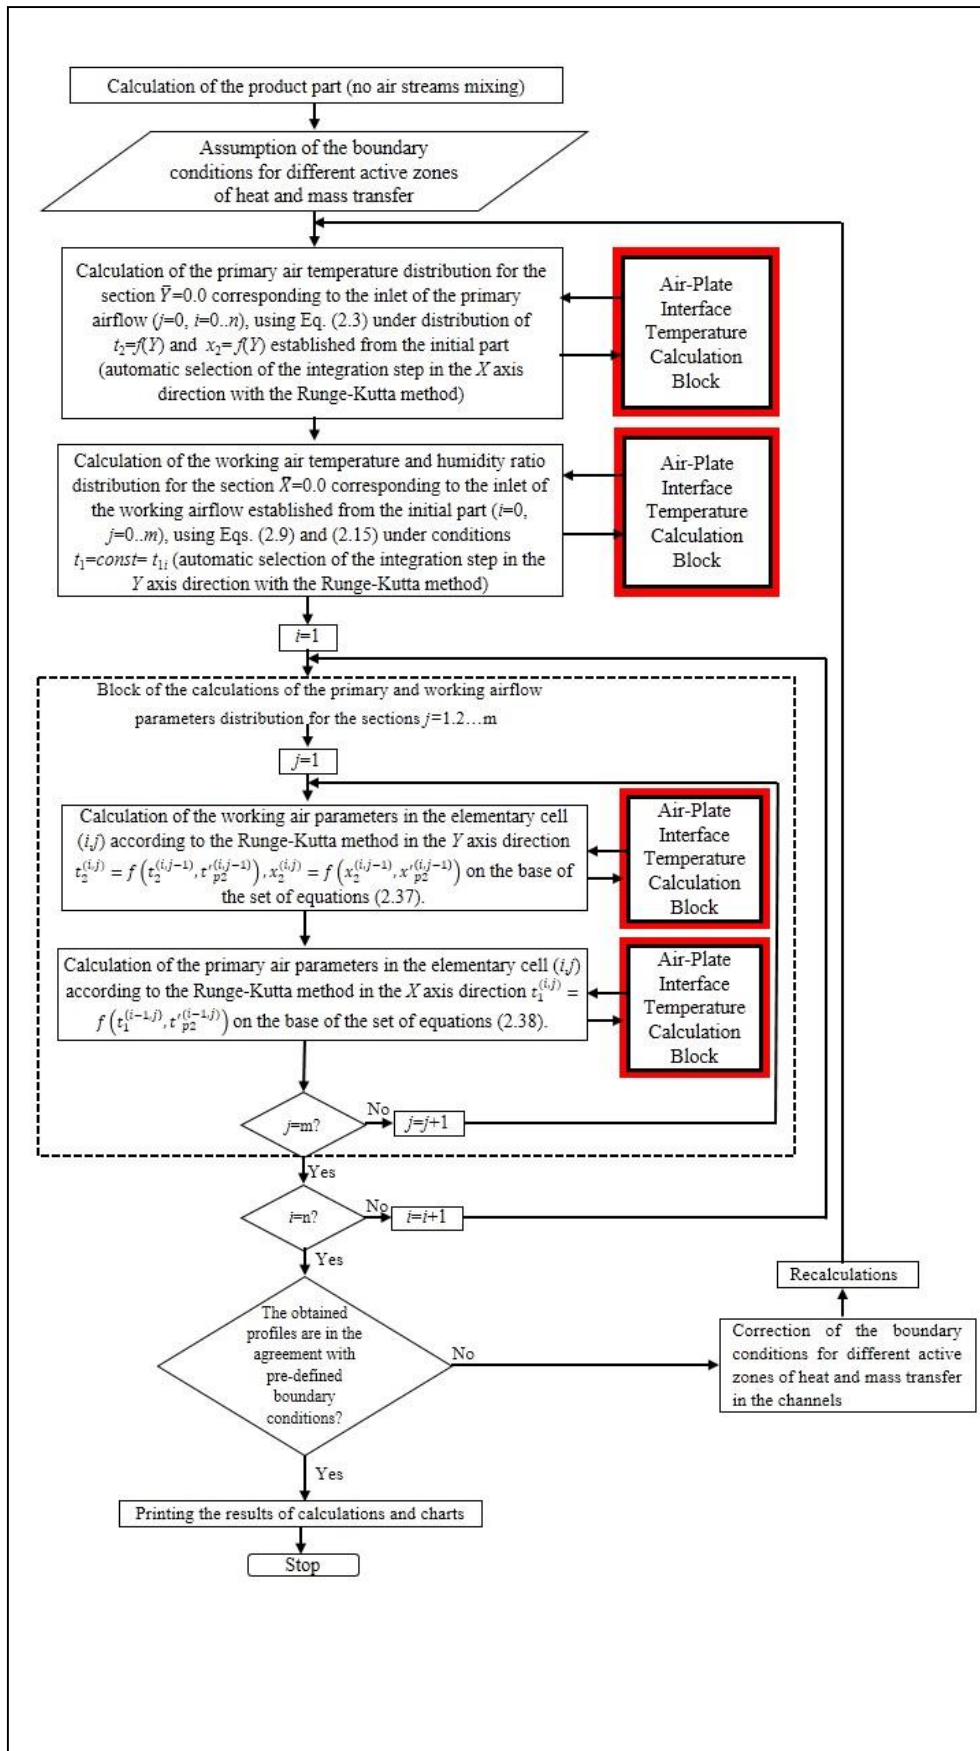 Calculation of the product part (no air streams mixing)
Assumption of the boundary
conditions for different active zones
of heat and mass transfer
Calculation of the primary air temperature distribution for the
section Ȳ=0.0 corresponding to the inlet of the primary
airflow (j=0, i=0..n), using Eq. (2.3) under distribution of
t₂=f(Y) and x₂= f(Y) established from the initial part
(automatic selection of the integration step in the X axis
direction with the Runge-Kutta method)
Air-Plate
Interface
Temperature
Calculation
Block
Calculation of the working air temperature and humidity ratio
distribution for the section X̄=0.0 corresponding to the inlet of
the working airflow established from the initial part (i=0,
j=0..m), using Eqs. (2.9) and (2.15) under conditions
t₁=const= t₁ᵢ (automatic selection of the integration step in the
Y axis direction with the Runge-Kutta method)
Air-Plate
Interface
Temperature
Calculation
Block
i=1
Block of the calculations of the primary and working airflow
parameters distribution for the sections j=1.2...m
j=1
Calculation of the working air parameters in the elementary cell
(i,j) according to the Runge-Kutta method in the Y axis direction
t₂^(i,j) = f(t₂^(i,j−1), t′_p2^(i,j−1)), x₂^(i,j) = f(x₂^(i,j−1), x′_p2^(i,j−1)) on the base of
the set of equations (2.37).
Air-Plate
Interface
Temperature
Calculation
Block
Calculation of the primary air parameters in the elementary cell (i,j)
according to the Runge-Kutta method in the X axis direction t₁^(i,j) =
f(t₁^(i−1,j), t′_p2^(i−1,j)) on the base of the set of equations (2.38).
Air-Plate
Interface
Temperature
Calculation
Block
j=m?
No
j=j+1
Yes
i=n?
No
i=i+1
Yes
The obtained
profiles are in the
agreement with
pre-defined
boundary
conditions?
No
Recalculations
Correction of the boundary
conditions for different active
zones of heat and mass transfer
in the channels
Yes
Printing the results of calculations and charts
Stop